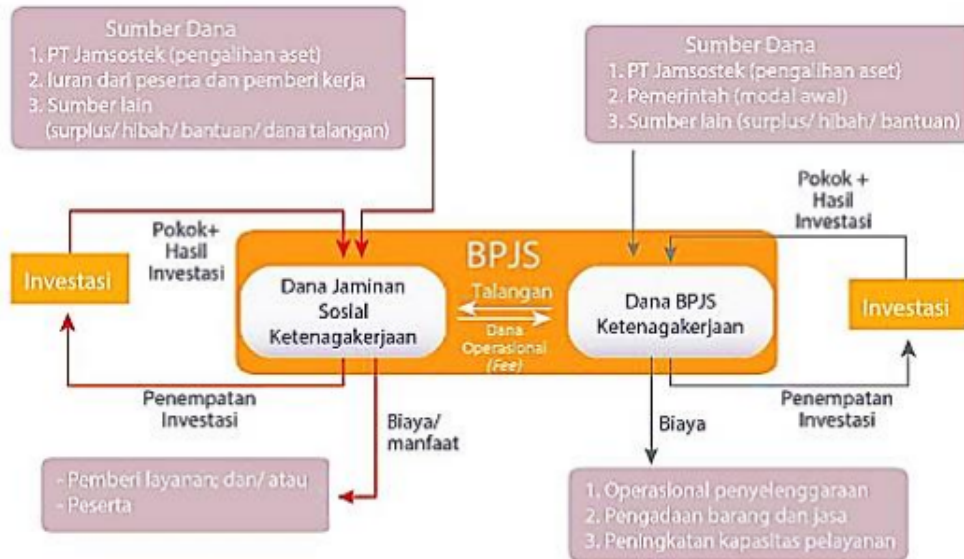 Sumber Dana
1. PT Jamsostek (pengalihan aset)
2. Iuran dari peserta dan pemberi kerja
3. Sumber lain
(surplus/ hibah/ bantuan/ dana talangan)
Sumber Dana
1. PT Jamsostek (pengalihan aset)
2. Pemerintah (modal awal)
3. Sumber lain (surplus/ hibah/ bantuan)
Pokok+
Hasil
Investasi
Investasi
Penempatan
Investasi
BPJS
Dana Jaminan
Sosial
Ketenagakerjaan
Talangan
Dana
Operasional
(Fee)
Dana BPJS
Ketenagakerjaan
Pokok +
Hasil
Investasi
Investasi
Penempatan
Investasi
Biaya/
manfaat
Biaya
- Pemberi layanan; dan/ atau
- Peserta
1. Operasional penyelenggaraan
2. Pengadaan barang dan jasa
3. Peningkatan kapasitas pelayanan